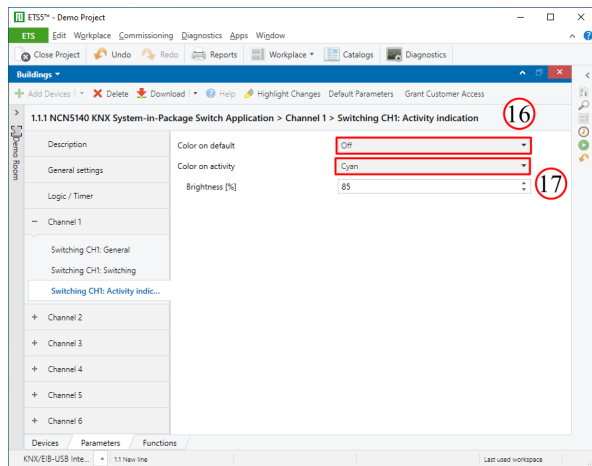 ETS5™ - Demo Project
ETS Edit Workplace Commissioning Diagnostics Apps Window
Close Project Undo Redo Reports Workplace Catalogs Diagnostics
Buildings
Add Devices Delete Download Help Highlight Changes Default Parameters Grant Customer Access
1.1.1 NCN5140 KNX System-in-Package Switch Application > Channel 1 > Switching CH1: Activity indication
16
Demo Room
Description
Color on default Off
General settings
Color on activity Cyan
Brightness [%] 85
17
Logic / Timer
Channel 1
Switching CH1: General
Switching CH1: Switching
Switching CH1: Activity indic...
Channel 2
Channel 3
Channel 4
Channel 5
Channel 6
Devices Parameters Functions
KNX/EIB-USB Inte... 1.1 New line Last used workspace